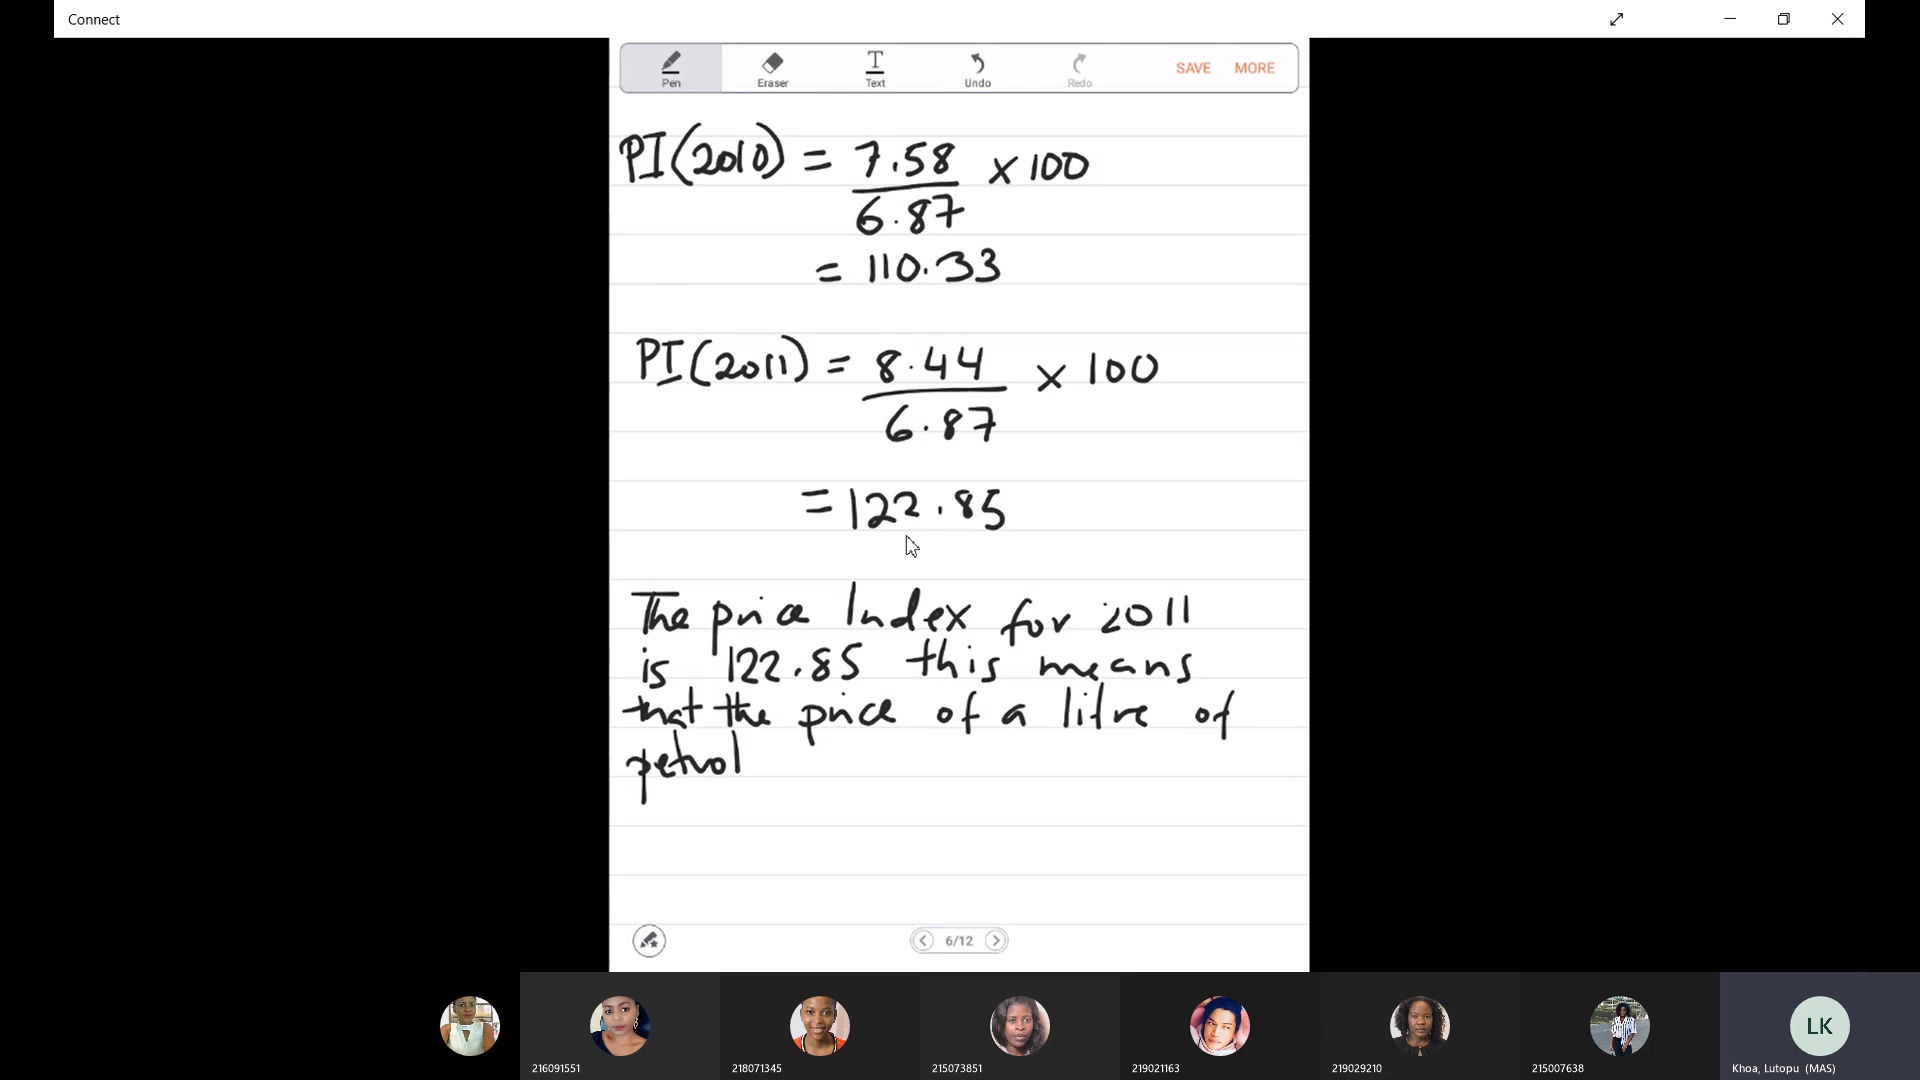 Connect
Pen
Eraser
Text
Undo
Redo
SAVE
MORE
PI(2010) = 7.58 × 100
6.87
= 110.33
PI(2011) = 8.44 × 100
6.87
= 122.85
The price Index for 2011
is 122.85 this means
that the price of a litre of
petrol
6/12
216091551
218071345
215073851
219021163
219029210
215007638
LK
Khoa, Lutopu (MAS)